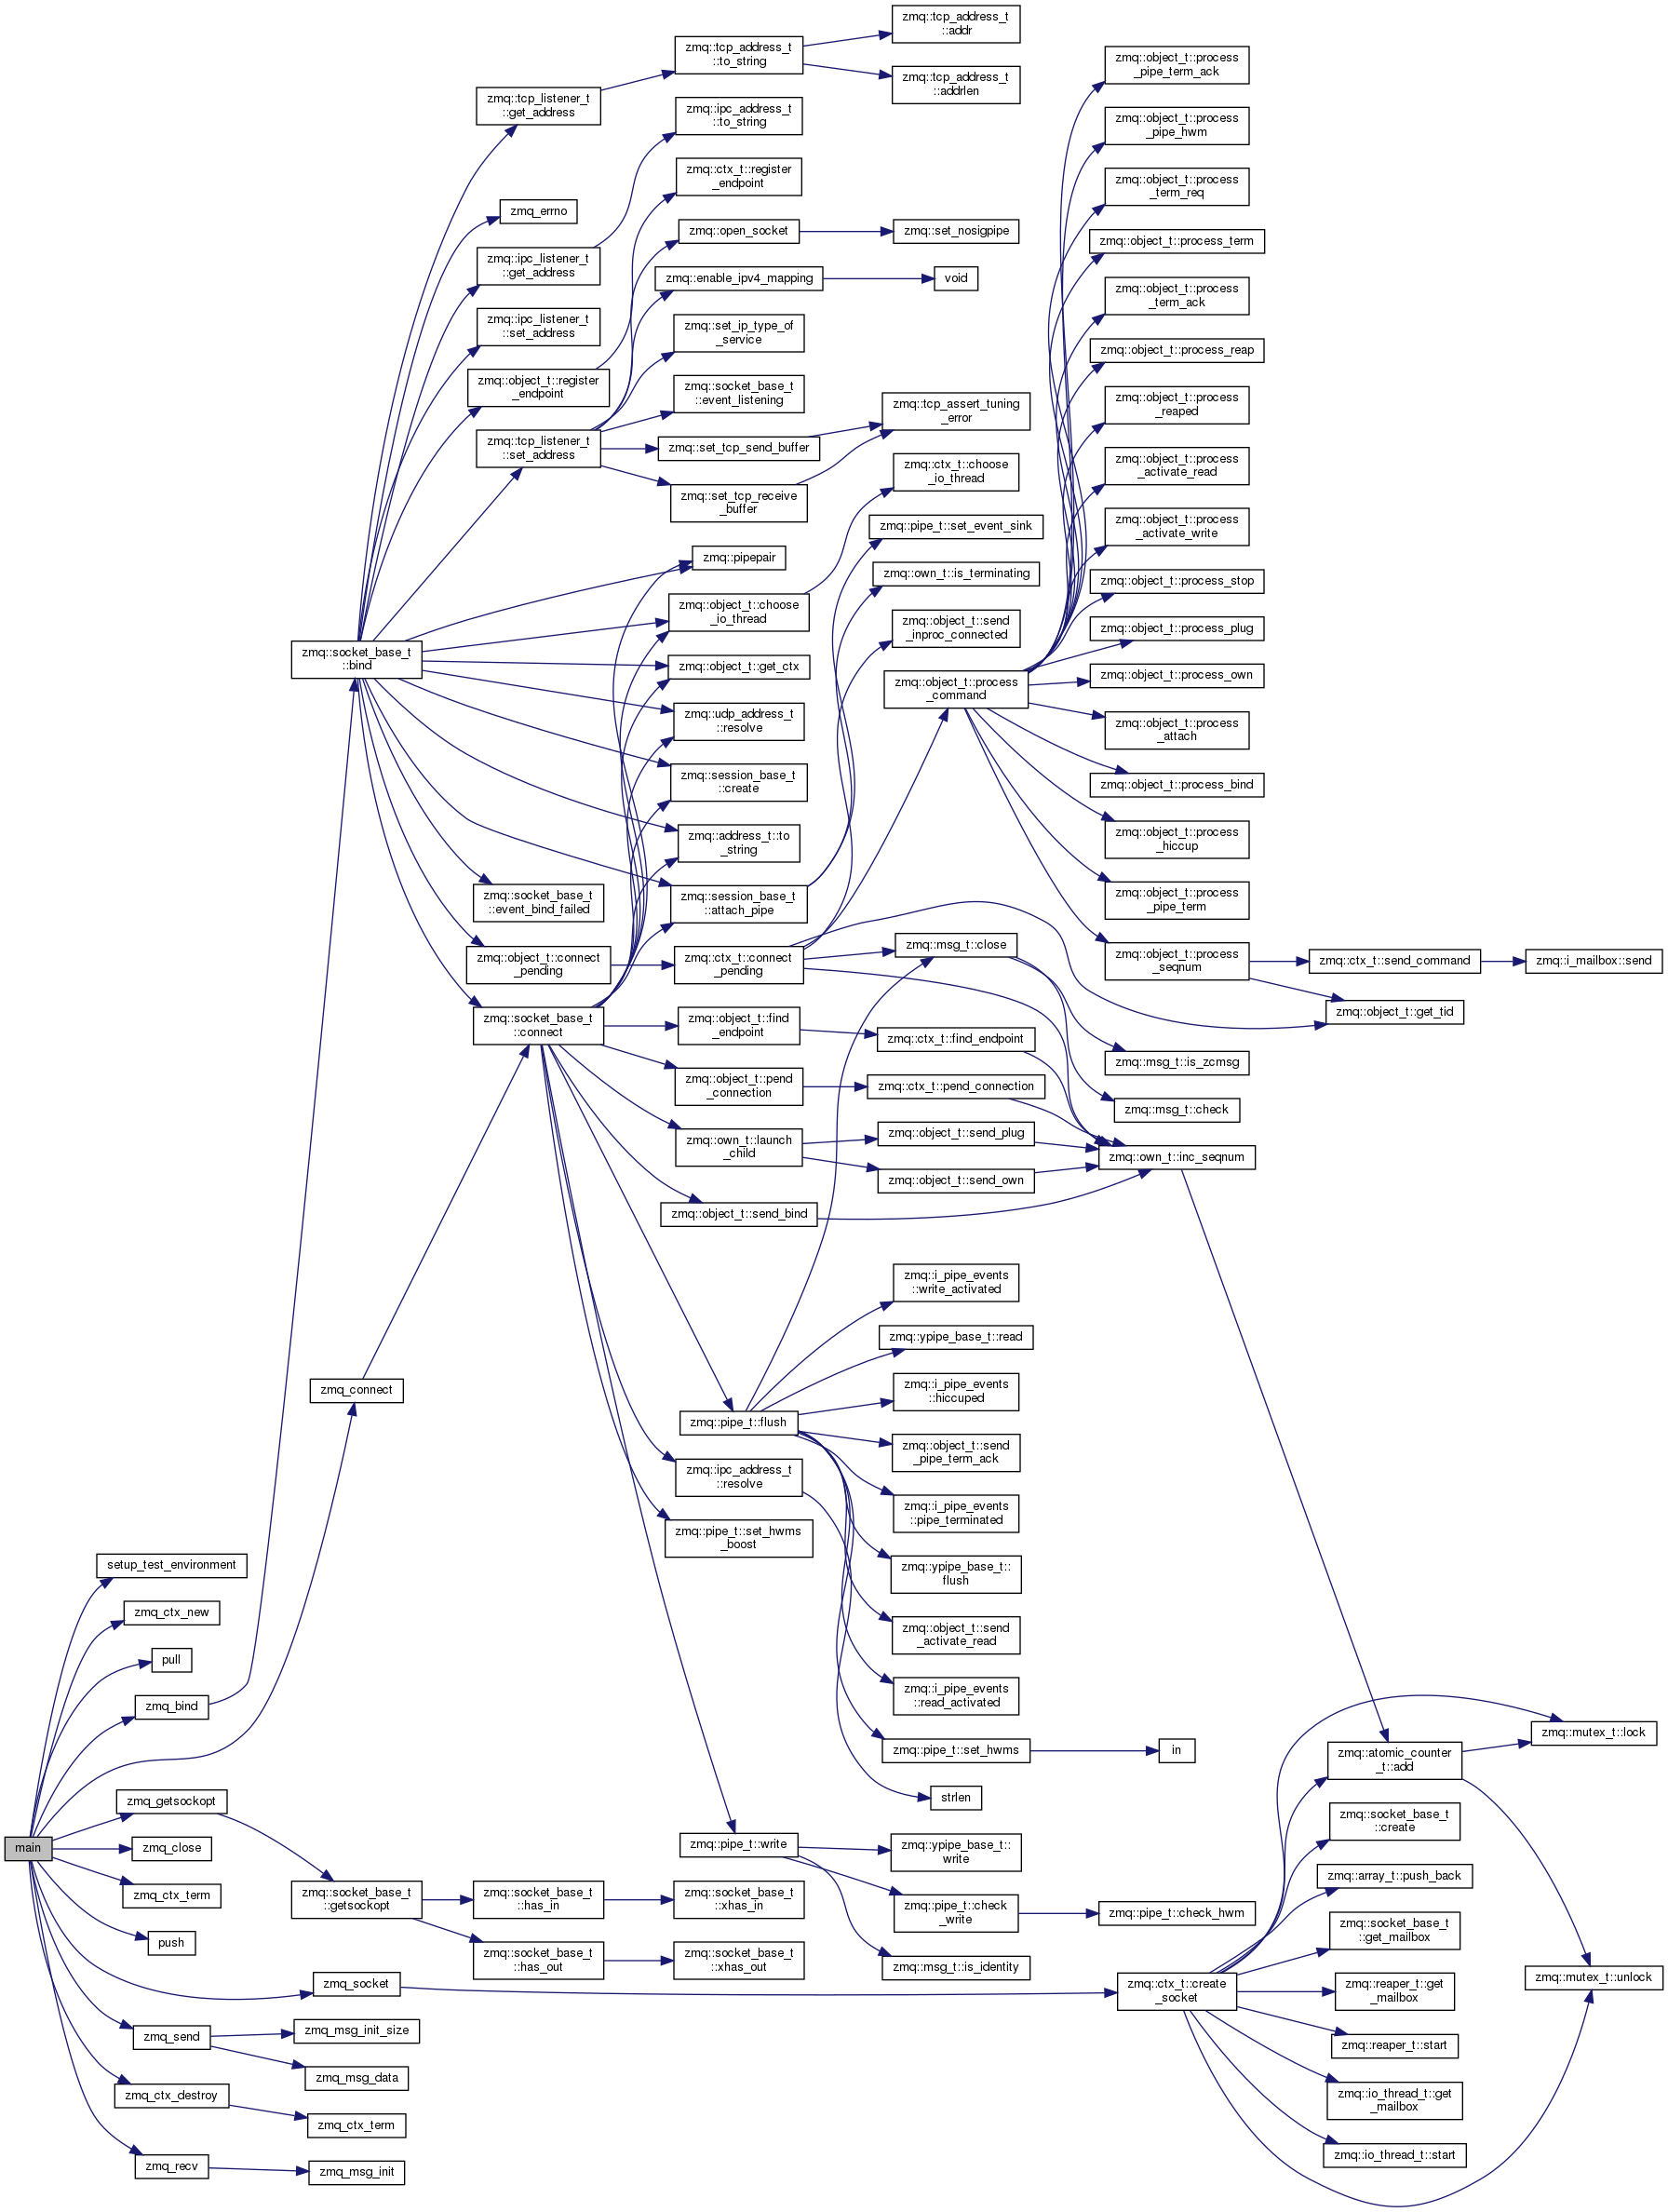 zmq::tcp_address_t
::addr
zmq::tcp_address_t
::to_string
zmq::tcp_address_t
::addrlen
zmq::tcp_listener_t
::get_address
zmq::ipc_address_t
::to_string
zmq::ctx_t::register
_endpoint
zmq_errno
zmq::open_socket
zmq::set_nosigpipe
zmq::ipc_listener_t
::get_address
zmq::enable_ipv4_mapping
void
zmq::ipc_listener_t
::set_address
zmq::set_ip_type_of
_service
zmq::object_t::register
_endpoint
zmq::socket_base_t
::event_listening
zmq::tcp_listener_t
::set_address
zmq::set_tcp_send_buffer
zmq::tcp_assert_tuning
_error
zmq::set_tcp_receive
_buffer
zmq::ctx_t::choose
_io_thread
zmq::pipe_t::set_event_sink
zmq::pipepair
zmq::own_t::is_terminating
zmq::object_t::choose
_io_thread
zmq::object_t::send
_inproc_connected
zmq::socket_base_t
::bind
zmq::object_t::get_ctx
zmq::udp_address_t
::resolve
zmq::session_base_t
::create
zmq::address_t::to
_string
zmq::socket_base_t
::event_bind_failed
zmq::session_base_t
::attach_pipe
zmq::object_t::connect
_pending
zmq::ctx_t::connect
_pending
zmq::msg_t::close
zmq::object_t::process
_command
zmq::object_t::process
_pipe_term_ack
zmq::object_t::process
_pipe_hwm
zmq::object_t::process
_term_req
zmq::object_t::process_term
zmq::object_t::process
_term_ack
zmq::object_t::process_reap
zmq::object_t::process
_reaped
zmq::object_t::process
_activate_read
zmq::object_t::process
_activate_write
zmq::object_t::process_stop
zmq::object_t::process_plug
zmq::object_t::process_own
zmq::object_t::process
_attach
zmq::object_t::process_bind
zmq::object_t::process
_hiccup
zmq::object_t::process
_pipe_term
zmq::object_t::process
_seqnum
zmq::ctx_t::send_command
zmq::i_mailbox::send
zmq::object_t::get_tid
zmq::socket_base_t
::connect
zmq::object_t::find
_endpoint
zmq::ctx_t::find_endpoint
zmq::msg_t::is_zcmsg
zmq::object_t::pend
_connection
zmq::ctx_t::pend_connection
zmq::msg_t::check
zmq::own_t::launch
_child
zmq::object_t::send_plug
zmq::own_t::inc_seqnum
zmq::object_t::send_own
zmq::object_t::send_bind
zmq::i_pipe_events
::write_activated
zmq::ypipe_base_t::read
zmq_connect
zmq::i_pipe_events
::hiccuped
zmq::pipe_t::flush
zmq::object_t::send
_pipe_term_ack
zmq::ipc_address_t
::resolve
zmq::i_pipe_events
::pipe_terminated
zmq::pipe_t::set_hwms
_boost
zmq::ypipe_base_t::
flush
zmq::object_t::send
_activate_read
zmq::i_pipe_events
::read_activated
zmq::pipe_t::set_hwms
in
strlen
zmq::pipe_t::write
zmq::ypipe_base_t::
write
zmq::pipe_t::check
_write
zmq::pipe_t::check_hwm
zmq::msg_t::is_identity
setup_test_environment
zmq_ctx_new
pull
zmq_bind
zmq_getsockopt
main
zmq_close
zmq_ctx_term
push
zmq::socket_base_t
::getsockopt
zmq::socket_base_t
::has_in
zmq::socket_base_t
::xhas_in
zmq::socket_base_t
::has_out
zmq::socket_base_t
::xhas_out
zmq_socket
zmq_send
zmq_msg_init_size
zmq_msg_data
zmq_ctx_destroy
zmq_ctx_term
zmq_recv
zmq_msg_init
zmq::mutex_t::lock
zmq::atomic_counter
_t::add
zmq::socket_base_t
::create
zmq::array_t::push_back
zmq::socket_base_t
::get_mailbox
zmq::mutex_t::unlock
zmq::ctx_t::create
_socket
zmq::reaper_t::get
_mailbox
zmq::reaper_t::start
zmq::io_thread_t::get
_mailbox
zmq::io_thread_t::start